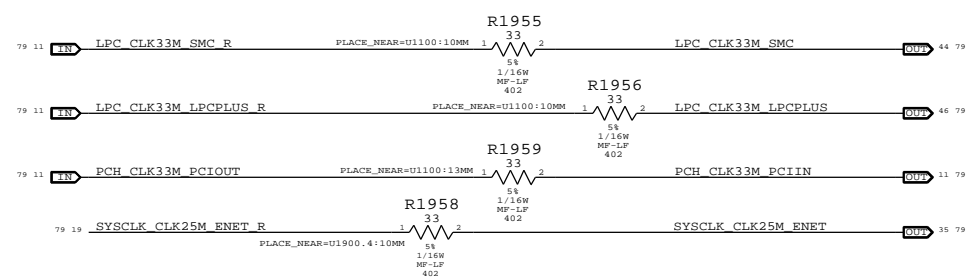 R1955
33
79 11 IN LPC_CLK33M_SMC_R PLACE_NEAR=U1100:10MM 1 2 LPC_CLK33M_SMC OUT 44 79
5%
1/16W
MF-LF
402
R1956
33
79 11 IN LPC_CLK33M_LPCPLUS_R PLACE_NEAR=U1100:10MM 1 2 LPC_CLK33M_LPCPLUS OUT 46 79
5%
1/16W
MF-LF
402
R1959
33
79 11 IN PCH_CLK33M_PCIOUT PLACE_NEAR=U1100:13MM 1 2 PCH_CLK33M_PCIIN OUT 11 79
5%
1/16W
MF-LF
402
R1958
33
79 19 SYSCLK_CLK25M_ENET_R 1 2 SYSCLK_CLK25M_ENET OUT 35 79
PLACE_NEAR=U1900.4:10MM
5%
1/16W
MF-LF
402